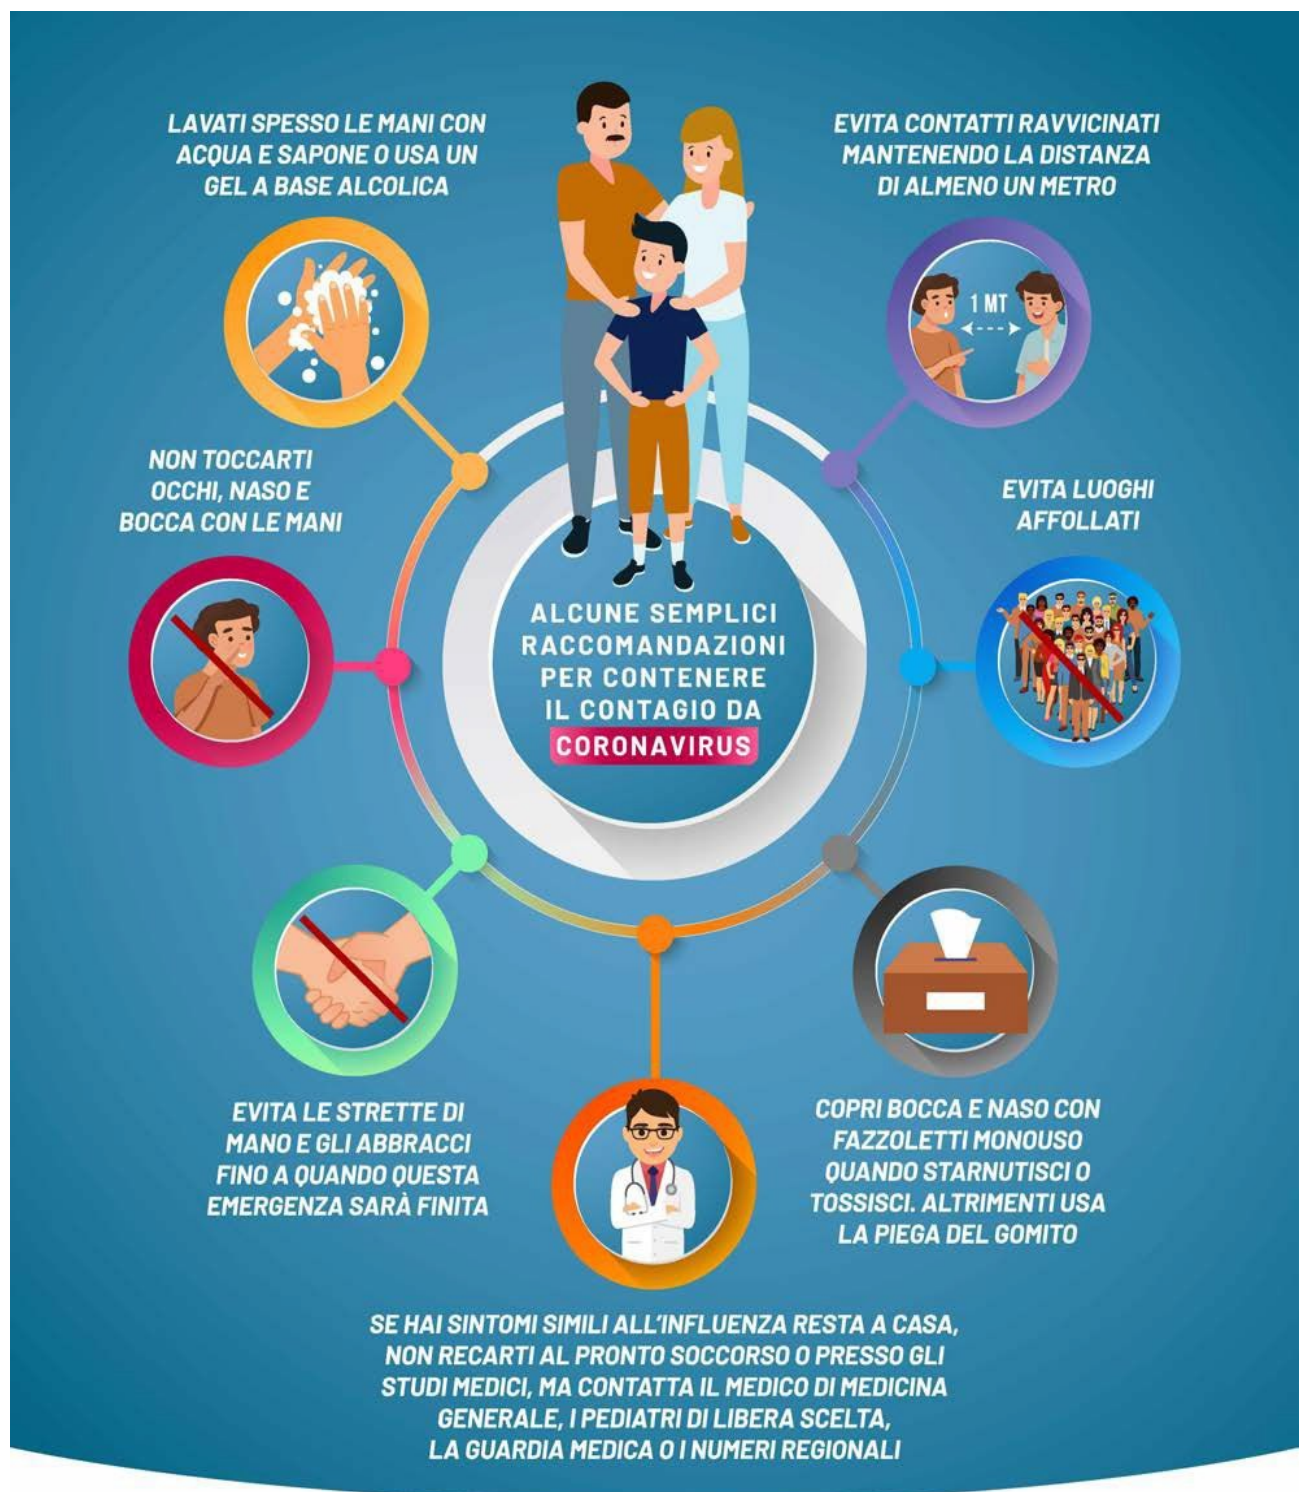 LAVATI SPESSO LE MANI CON
ACQUA E SAPONE O USA UN
GEL A BASE ALCOLICA
EVITA CONTATTI RAVVICINATI
MANTENENDO LA DISTANZA
DI ALMENO UN METRO
1 MT
NON TOCCARTI
OCCHI, NASO E
BOCCA CON LE MANI
EVITA LUOGHI
AFFOLLATI
ALCUNE SEMPLICI
RACCOMANDAZIONI
PER CONTENERE
IL CONTAGIO DA
CORONAVIRUS
EVITA LE STRETTE DI
MANO E GLI ABBRACCI
FINO A QUANDO QUESTA
EMERGENZA SARÀ FINITA
COPRI BOCCA E NASO CON
FAZZOLETTI MONOUSO
QUANDO STARNUTISCI O
TOSSISCI. ALTRIMENTI USA
LA PIEGA DEL GOMITO
SE HAI SINTOMI SIMILI ALL'INFLUENZA RESTA A CASA,
NON RECARTI AL PRONTO SOCCORSO O PRESSO GLI
STUDI MEDICI, MA CONTATTA IL MEDICO DI MEDICINA
GENERALE, I PEDIATRI DI LIBERA SCELTA,
LA GUARDIA MEDICA O I NUMERI REGIONALI